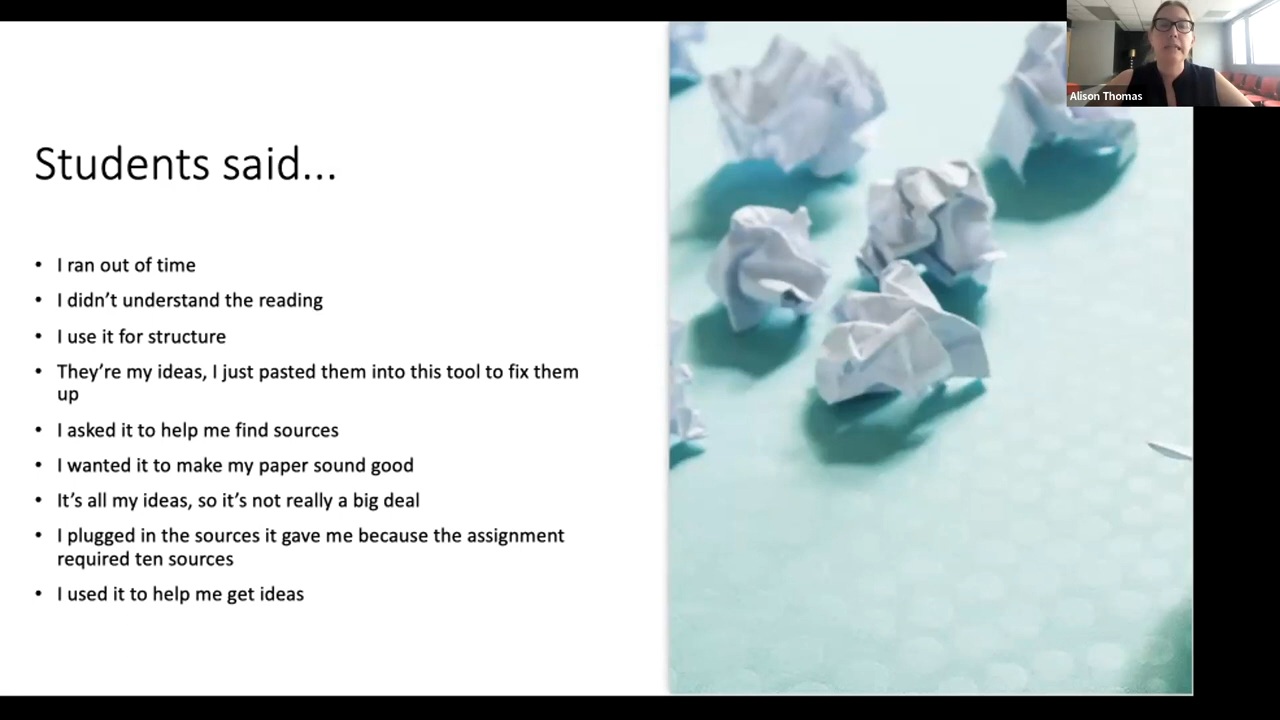 Alison Thomas
Students said...
• I ran out of time
• I didn't understand the reading
• I use it for structure
• They're my ideas, I just pasted them into this tool to fix them
up
• I asked it to help me find sources
• I wanted it to make my paper sound good
• It's all my ideas, so it's not really a big deal
• I plugged in the sources it gave me because the assignment
required ten sources
• I used it to help me get ideas